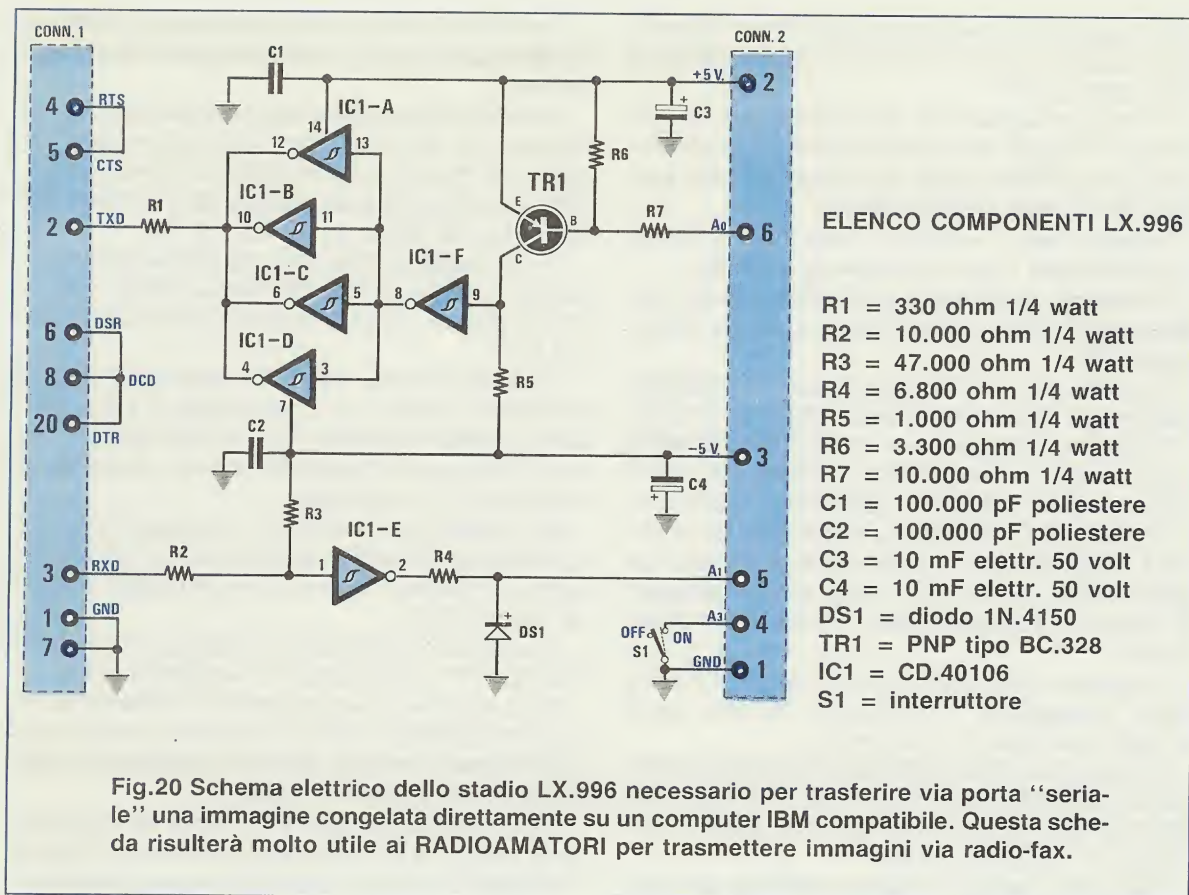 CONN. 1
CONN. 2
C1
+5 V.
2
4
RTS
IC1-A
C3
14
5
CTS
12
13
R6
IC1-B
TR1
R1
E
2
TXD
10
11
B
R7
A0
6
IC1-C
C
IC1-F
6
5
8
9
6
DSR
IC1-D
8
DCD
4
3
R5
7
20
DTR
C2
-5 V.
3
C4
+
R3
IC1-E
R2
R4
3
RXD
1
2
A1
5
1
GND
DS1
A3
4
OFF
ON
S1
7
GND
1
ELENCO COMPONENTI LX.996
R1 = 330 ohm 1/4 watt
R2 = 10.000 ohm 1/4 watt
R3 = 47.000 ohm 1/4 watt
R4 = 6.800 ohm 1/4 watt
R5 = 1.000 ohm 1/4 watt
R6 = 3.300 ohm 1/4 watt
R7 = 10.000 ohm 1/4 watt
C1 = 100.000 pF poliestere
C2 = 100.000 pF poliestere
C3 = 10 mF elettr. 50 volt
C4 = 10 mF elettr. 50 volt
DS1 = diodo 1N.4150
TR1 = PNP tipo BC.328
IC1 = CD.40106
S1 = interruttore
Fig.20 Schema elettrico dello stadio LX.996 necessario per trasferire via porta ‘‘seria-
le’’ una immagine congelata direttamente su un computer IBM compatibile. Questa sche-
da risulterà molto utile ai RADIOAMATORI per trasmettere immagini via radio-fax.